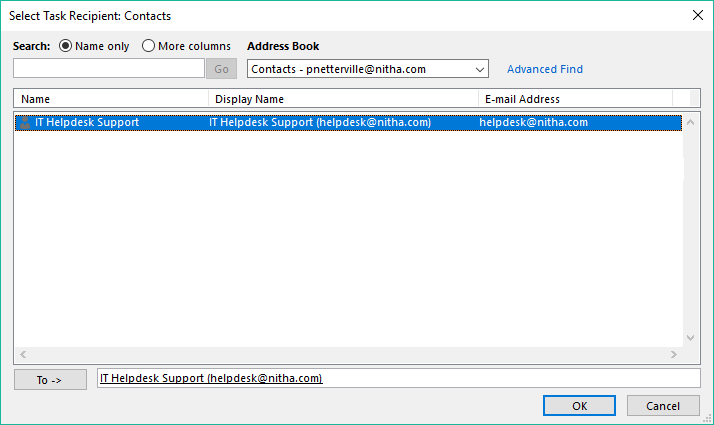 Select Task Recipient: Contacts
Search: Name only More columns Address Book
Go Contacts - pnetterville@nitha.com Advanced Find
Name Display Name E-mail Address
IT Helpdesk Support IT Helpdesk Support (helpdesk@nitha.com) helpdesk@nitha.com
To -> IT Helpdesk Support (helpdesk@nitha.com)
OK Cancel